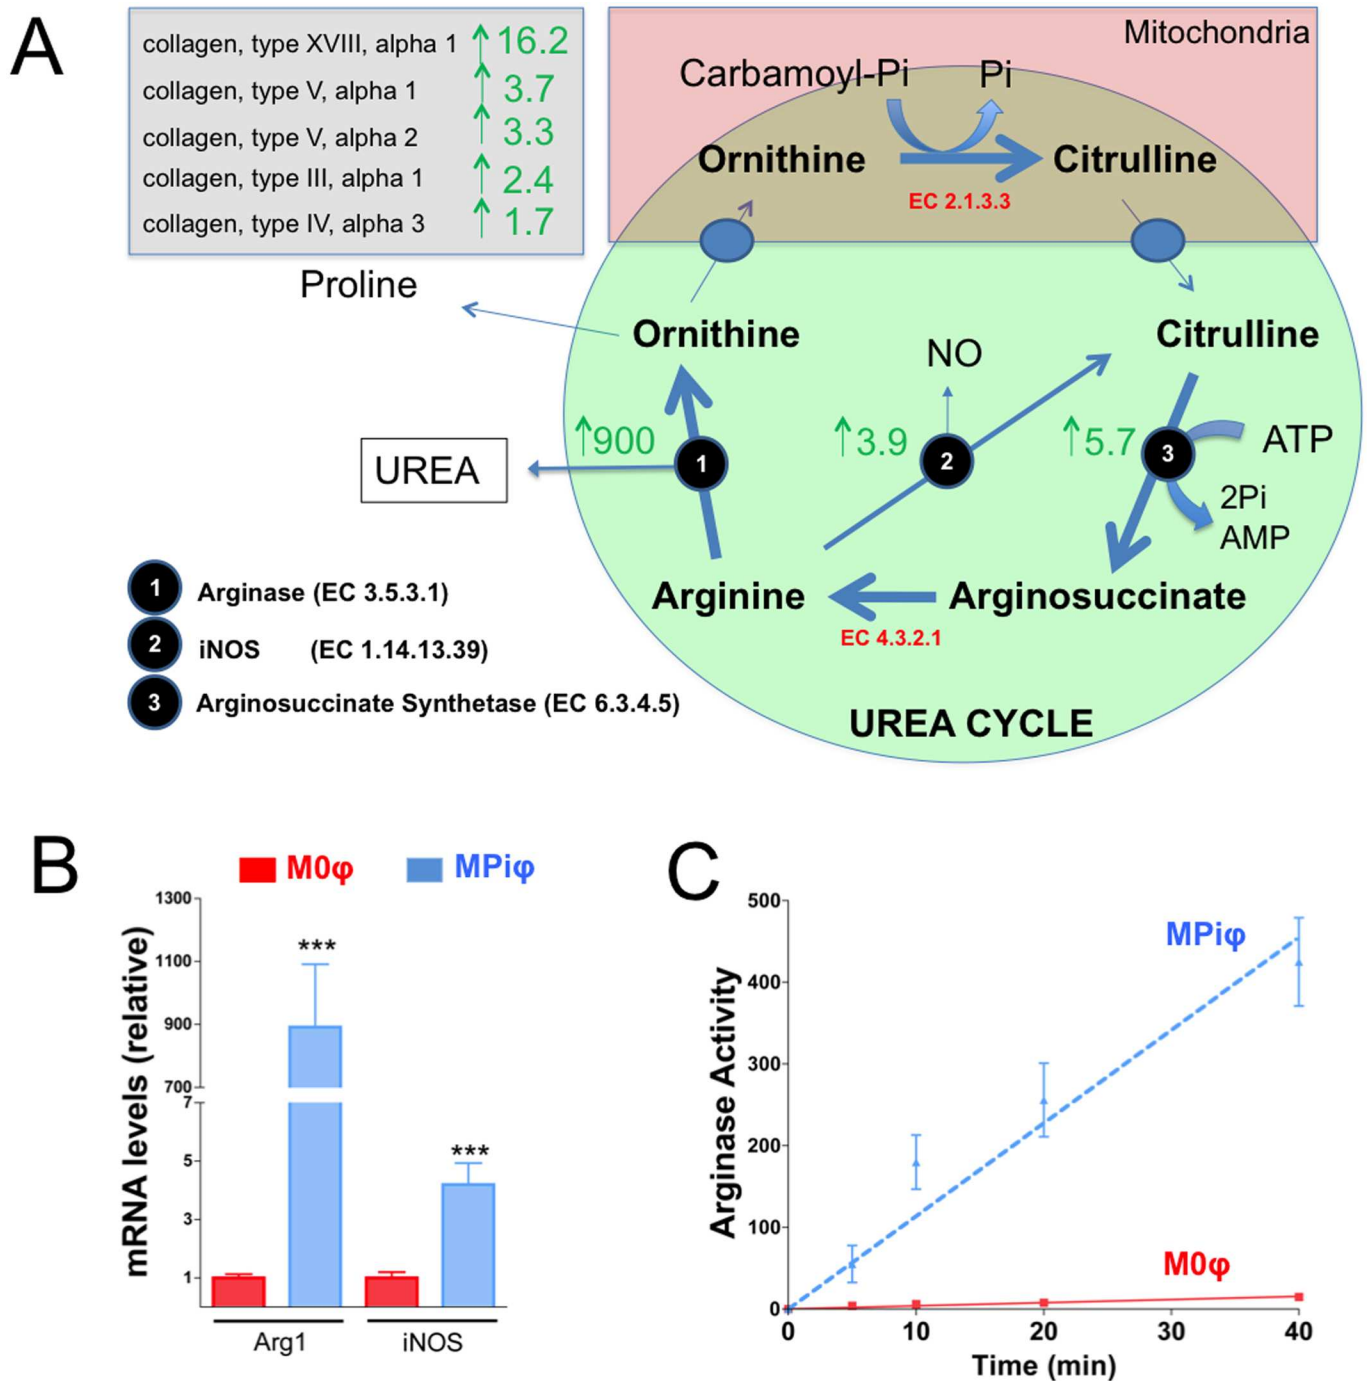 A
collagen, type XVIII, alpha 1 ↑ 16.2
collagen, type V, alpha 1 ↑ 3.7
collagen, type V, alpha 2 ↑ 3.3
collagen, type III, alpha 1 ↑ 2.4
collagen, type IV, alpha 3 ↑ 1.7
Mitochondria
Carbamoyl-Pi
Pi
Ornithine
Citrulline
EC 2.1.3.3
Proline
Ornithine
Citrulline
NO
↑900
↑3.9
↑5.7
1
2
3
ATP
UREA
2Pi
AMP
Arginine
Arginosuccinate
EC 4.3.2.1
1 Arginase (EC 3.5.3.1)
2 iNOS (EC 1.14.13.39)
3 Arginosuccinate Synthetase (EC 6.3.4.5)
UREA CYCLE
B
M0φ
MPiφ
mRNA levels (relative)
1300
1100
900
700
7
5
3
1
***
***
Arg1
iNOS
C
Arginase Activity
500
400
300
200
100
0
MPiφ
M0φ
0
10
20
30
40
Time (min)